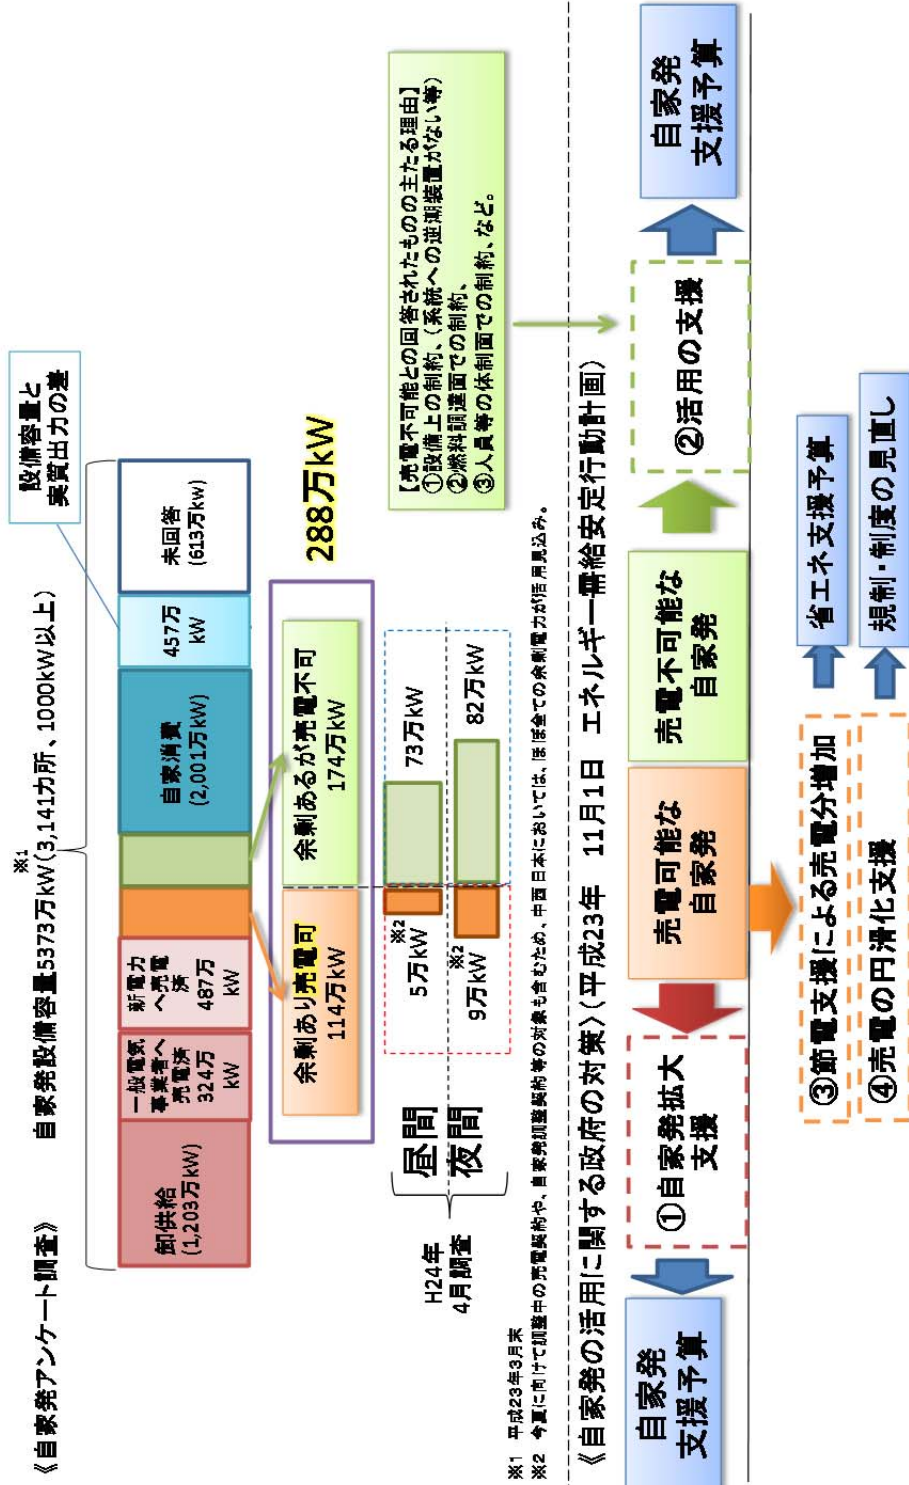 《自家発アンケート調査》
※1
自家発設備容量5373万kW(3,141カ所、1000kW以上)
設備容量と
実質出力の差
卸供給
(1,203万kW)
一般電気
事業者へ
売電済
324万
kW
新電力
へ売電
済
487万
kW
自家消費
(2,001万kW)
457万
kW
未回答
(613万kw)
余剰あり売電可
114万kW
余剰あるが売電不可
174万kW
288万kW
H24年
4月調査
昼間
夜間
※2
5万kW
73万kW
※2
9万kW
82万kW
【売電不可能との回答されたものの主たる理由】
①設備上の制約、(系統への逆潮装置がない等)
②燃料調達面での制約、
③人員等の体制面での制約、など。
※1 平成23年3月末
※2 今夏に向けて調整中の売電契約や、自家発調整契約等の対象も含むため、中西日本においては、ほぼ全ての余剰電力が活用見込み。
《自家発の活用に関する政府の対策》(平成23年 11月1日 エネルギー需給安定行動計画)
自家発
支援予算
①自家発拡大
支援
売電可能な
自家発
売電不可能な
自家発
②活用の支援
自家発
支援予算
③節電支援による売電分増加
省エネ支援予算
④売電の円滑化支援
規制・制度の見直し